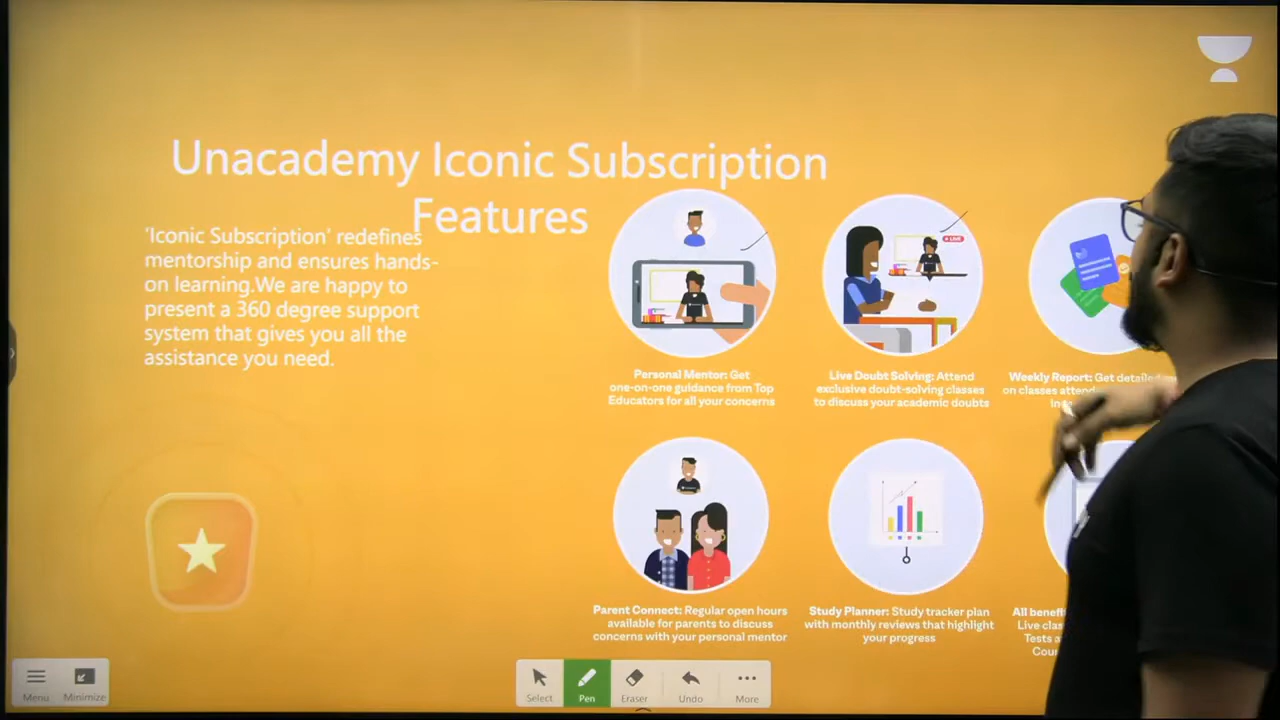 Unacademy Iconic Subscription
Features
'Iconic Subscription' redefines
mentorship and ensures hands-
on learning.We are happy to
present a 360 degree support
system that gives you all the
assistance you need.
LIVE
Personal Mentor: Get
one-on-one guidance from Top
Educators for all your concerns
Live Doubt Solving: Attend
exclusive doubt-solving classes
to discuss your academic doubts
Weekly Report: Get detailed
on classes attend
Parent Connect: Regular open hours
available for parents to discuss
concerns with your personal mentor
Study Planner: Study tracker plan
with monthly reviews that highlight
your progress
All benefi
Live clas
Tests a
Cou
Menu
Minimize
Select
Pen
Eraser
Undo
More